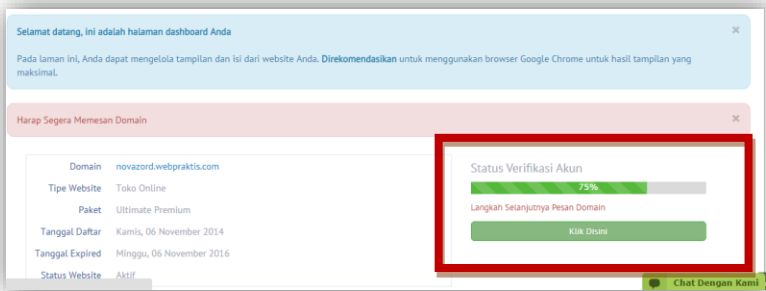 Selamat datang, ini adalah halaman dashboard Anda
Pada laman ini, Anda dapat mengelola tampilan dan isi dari website Anda. Direkomendasikan untuk menggunakan browser Google Chrome untuk hasil tampilan yang
maksimal.
Harap Segera Memesan Domain
Domain novazord.webpraktis.com
Tipe Website Toko Online
Paket Ultimate Premium
Tanggal Daftar Kamis, 06 November 2014
Tanggal Expired Minggu, 06 November 2016
Status Website Aktif
Status Verifikasi Akun
75%
Langkah Selanjutnya Pesan Domain
Klik Disini
Chat Dengan Kami